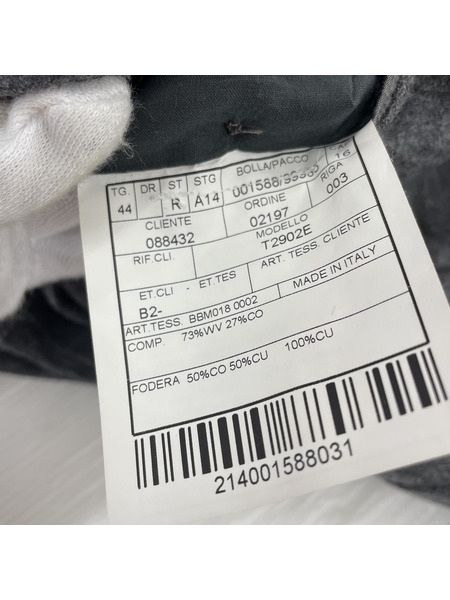 TG DR ST STG BOLLA/PACCO CAP
44 R A14 001588/99990 16
CLIENTE ORDINE RIGA
088432 02197 003
RIF.CLI. MODELLO
T2902E
ET.CLI - ET.TES ART. TESS. CLIENTE
B2-
ART.TESS. BBM018 0002 MADE IN ITALY
COMP. 73%WV 27%CO
FODERA 50%CO 50%CU 100%CU
214001588031